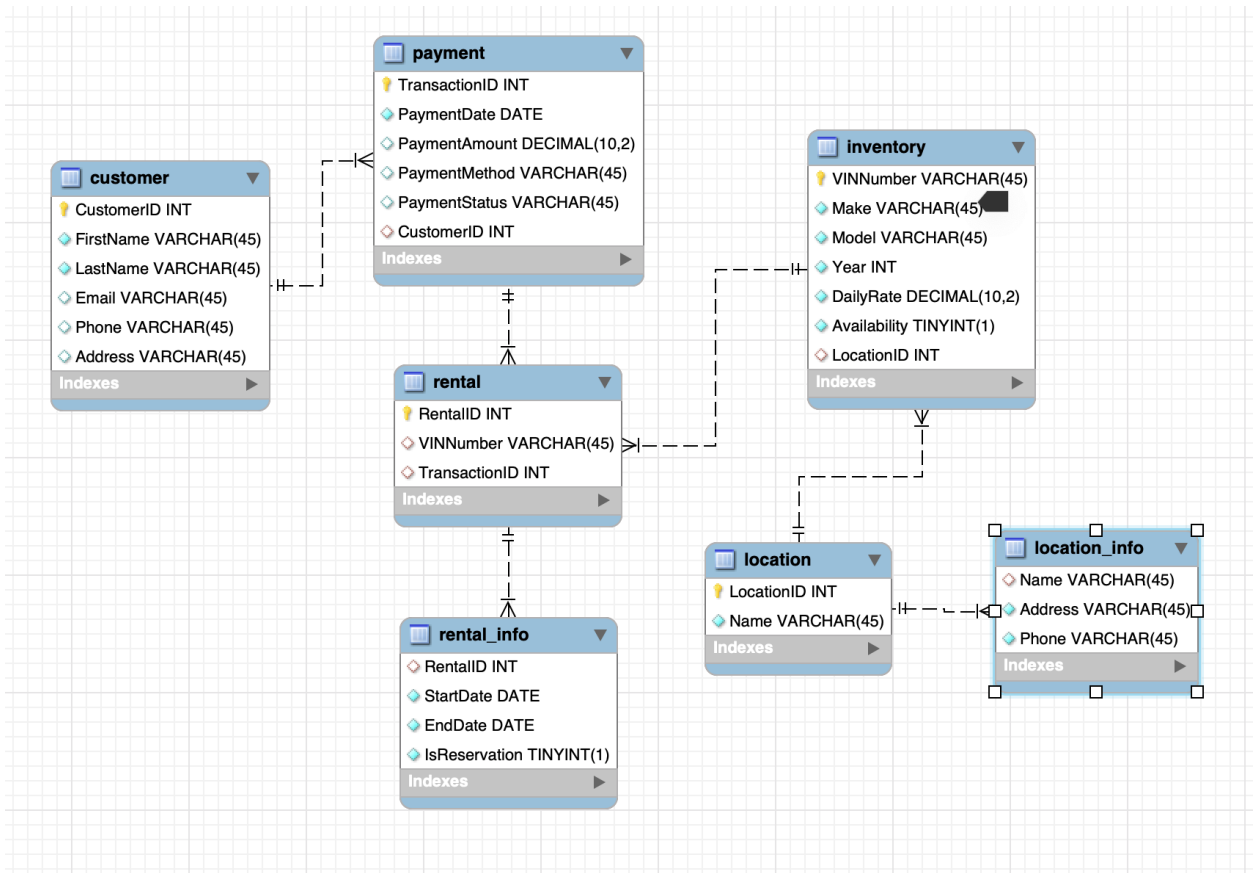 payment
TransactionID INT
PaymentDate DATE
PaymentAmount DECIMAL(10,2)
PaymentMethod VARCHAR(45)
PaymentStatus VARCHAR(45)
CustomerID INT
Indexes
customer
CustomerID INT
FirstName VARCHAR(45)
LastName VARCHAR(45)
Email VARCHAR(45)
Phone VARCHAR(45)
Address VARCHAR(45)
Indexes
inventory
VINNumber VARCHAR(45)
Make VARCHAR(45)
Model VARCHAR(45)
Year INT
DailyRate DECIMAL(10,2)
Availability TINYINT(1)
LocationID INT
Indexes
rental
RentalID INT
VINNumber VARCHAR(45)
TransactionID INT
Indexes
location
LocationID INT
Name VARCHAR(45)
Indexes
location_info
Name VARCHAR(45)
Address VARCHAR(45)
Phone VARCHAR(45)
Indexes
rental_info
RentalID INT
StartDate DATE
EndDate DATE
IsReservation TINYINT(1)
Indexes